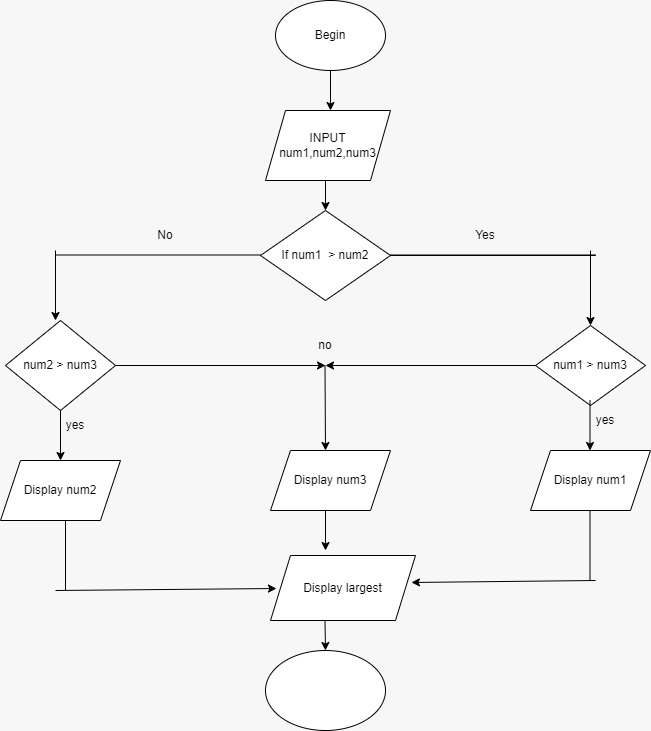 Begin
INPUT
num1,num2,num3
No
Yes
If num1 > num2
no
num2 > num3
num1 > num3
yes
yes
Display num2
Display num3
Display num1
Display largest